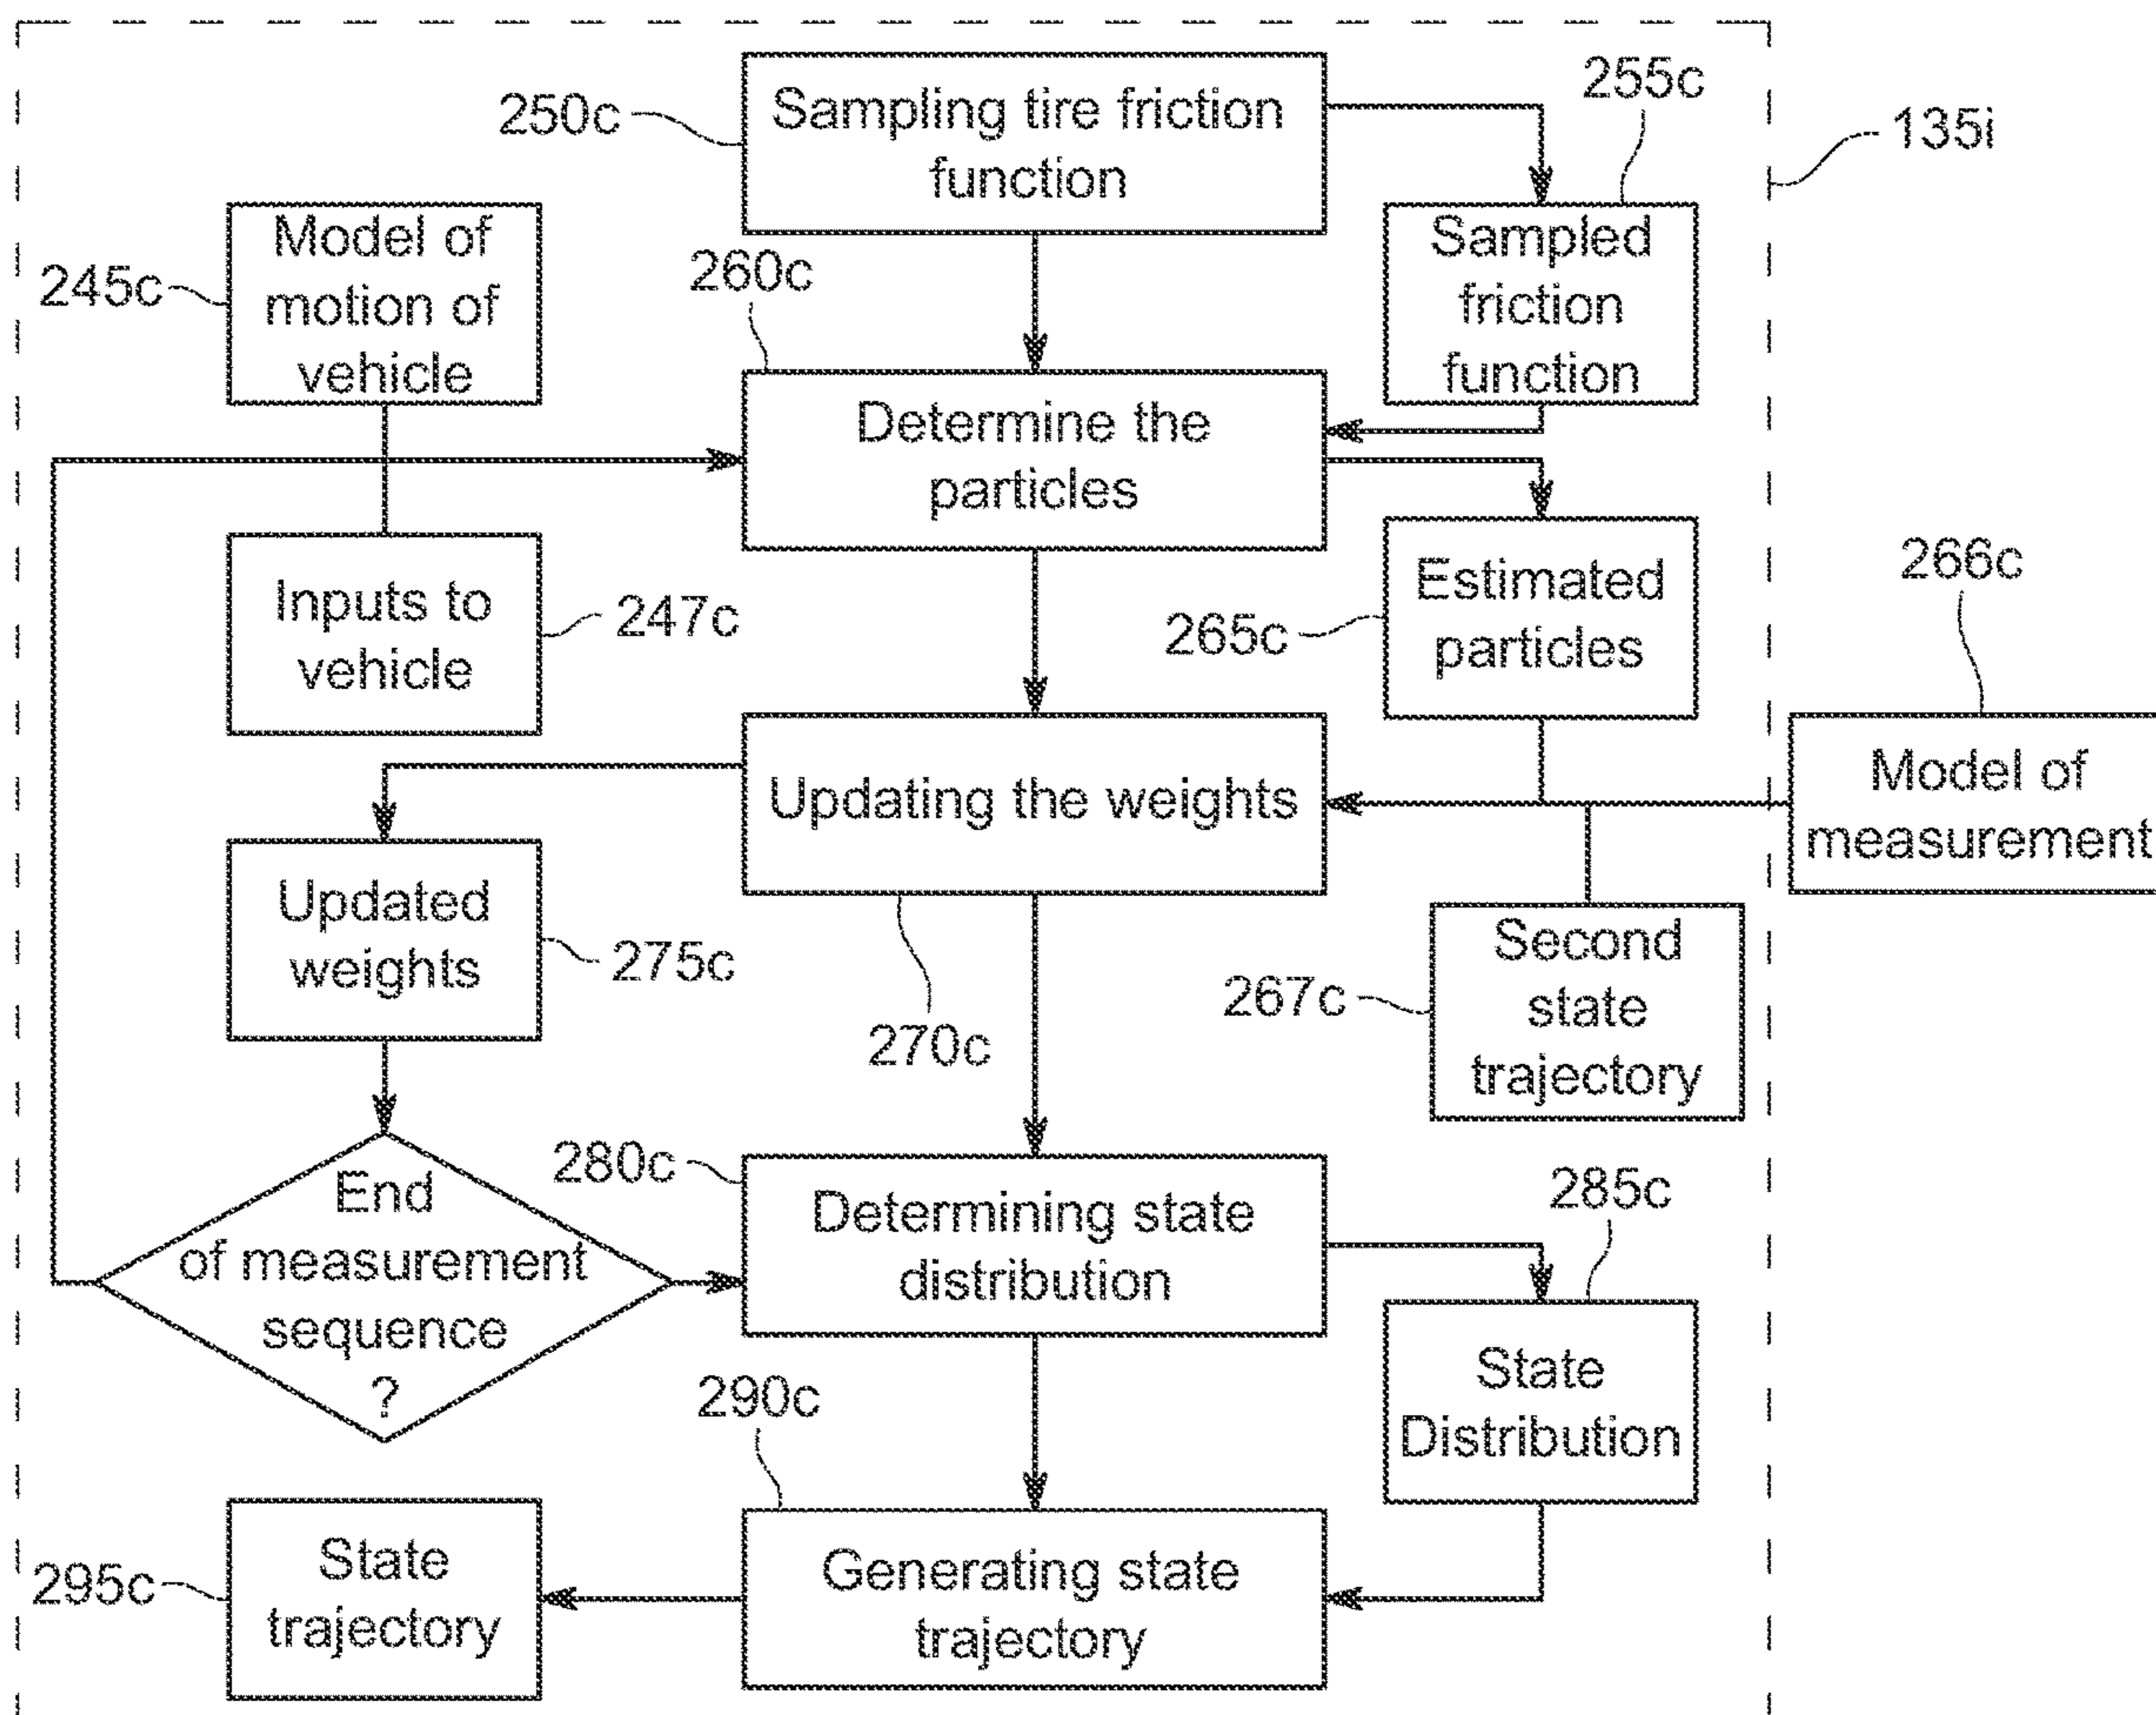 250c
Sampling tire friction
function
255c
135i
245c
Model of
motion of
vehicle
260c
Sampled
friction
function
Determine the
particles
Inputs to
vehicle
247c
265c
Estimated
particles
266c
Model of
measurement
Updating the weights
Updated
weights
275c
270c
267c
Second
state
trajectory
End
of measurement
sequence
?
280c
Determining state
distribution
285c
State
Distribution
290c
295c
State
trajectory
Generating state
trajectory